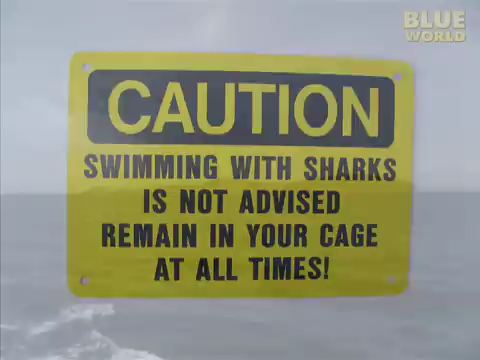 BLUE
WORLD
CAUTION
SWIMMING WITH SHARKS
IS NOT ADVISED
REMAIN IN YOUR CAGE
AT ALL TIMES!